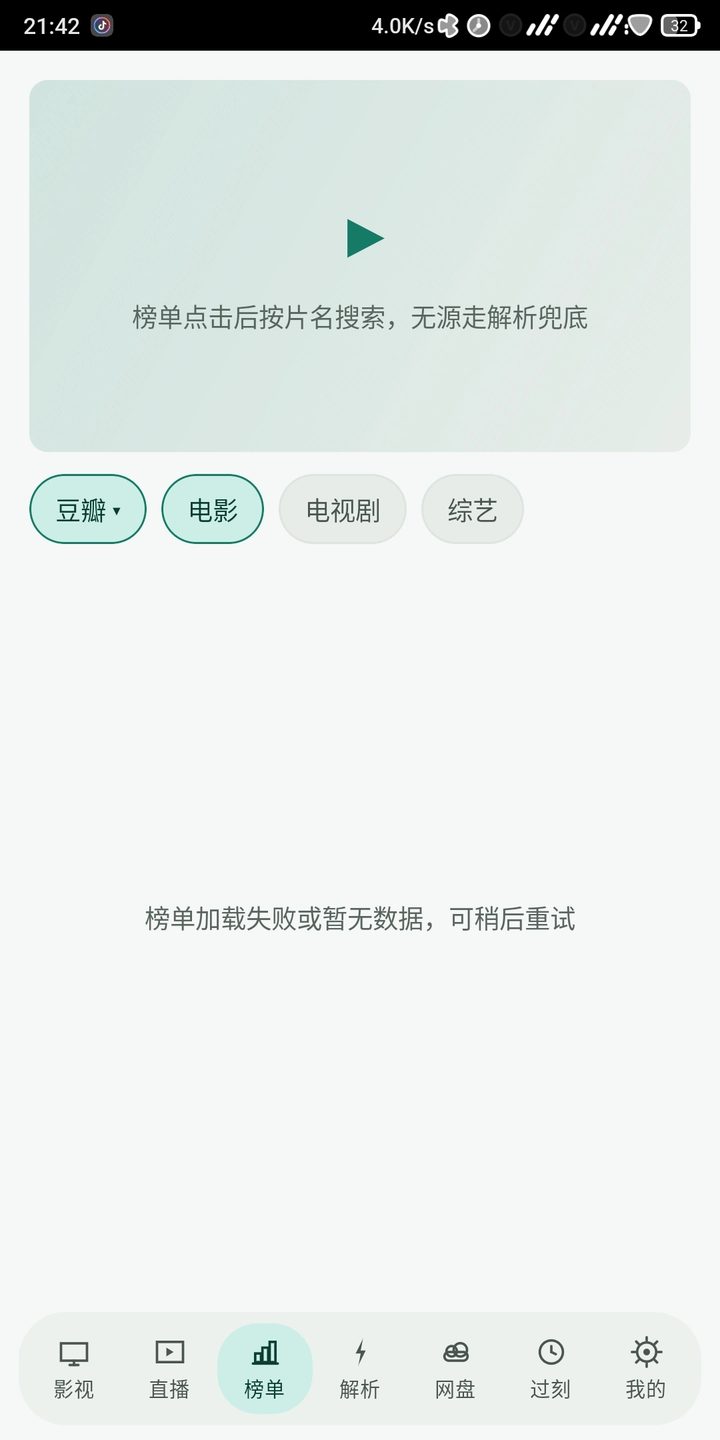 21:42
4.0K/s
32
榜单点击后按片名搜索，无源走解析兜底
豆瓣 ▾ 电影 电视剧 综艺
榜单加载失败或暂无数据，可稍后重试
影视 直播 榜单 解析 网盘 过刻 我的